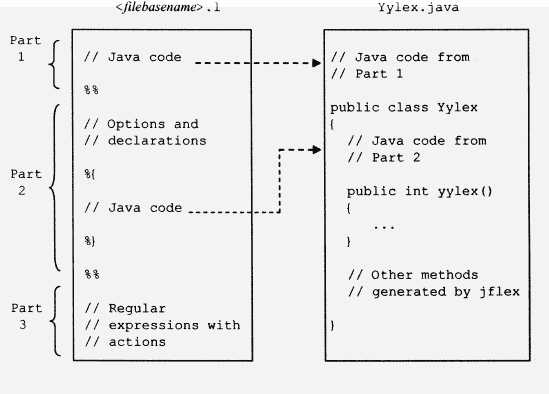 <filebasename>.l
Yylex.java
Part
1
// Java code
%%
Part
2
// Options and
// declarations
%{
// Java code
%}
%%
Part
3
// Regular
// expressions with
// actions
// Java code from
// Part 1
public class Yylex
{
// Java code from
// Part 2
public int yylex()
{
...
}
// Other methods
// generated by jflex
}